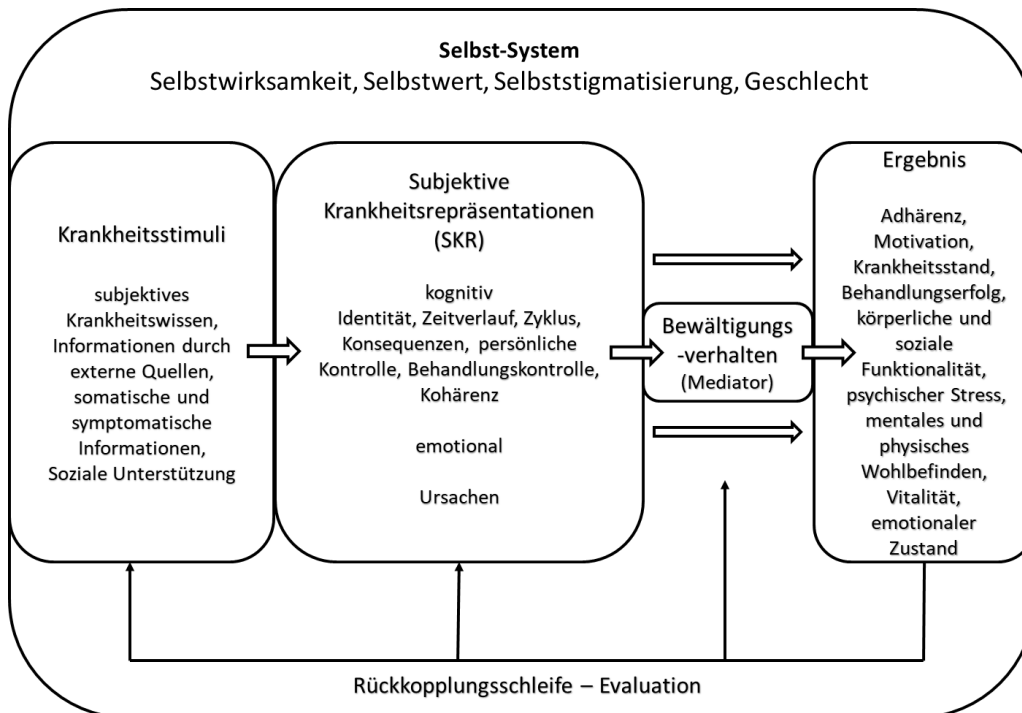 Selbst-System
Selbstwirksamkeit, Selbstwert, Selbststigmatisierung, Geschlecht
Krankheitsstimuli
subjektives
Krankheitswissen,
Informationen durch
externe Quellen,
somatische und
symptomatische
Informationen,
Soziale Unterstützung
Subjektive
Krankheitsrepräsentationen
(SKR)
kognitiv
Identität, Zeitverlauf, Zyklus,
Konsequenzen, persönliche
Kontrolle, Behandlungskontrolle,
Kohärenz
emotional
Ursachen
Bewältigungs
-verhalten
(Mediator)
Ergebnis
Adhärenz,
Motivation,
Krankheitsstand,
Behandlungserfolg,
körperliche und
soziale
Funktionalität,
psychischer Stress,
mentales und
physisches
Wohlbefinden,
Vitalität,
emotionaler
Zustand
Rückkopplungsschleife – Evaluation